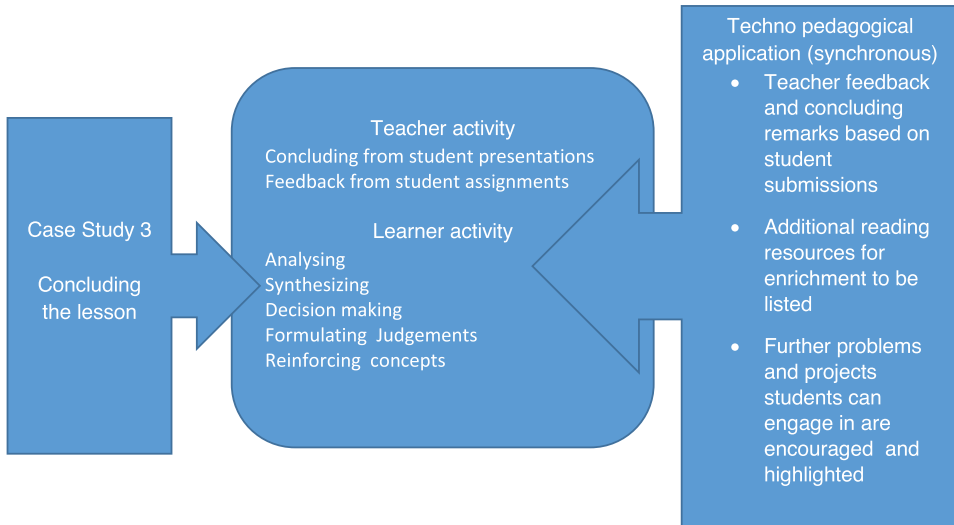 Case Study 3
Concluding
the lesson
Teacher activity
Concluding from student presentations
Feedback from student assignments
Learner activity
Analysing
Synthesizing
Decision making
Formulating Judgements
Reinforcing concepts
Techno pedagogical
application (synchronous)
• Teacher feedback
and concluding
remarks based on
student
submissions
• Additional reading
resources for
enrichment to be
listed
• Further problems
and projects
students can
engage in are
encouraged and
highlighted